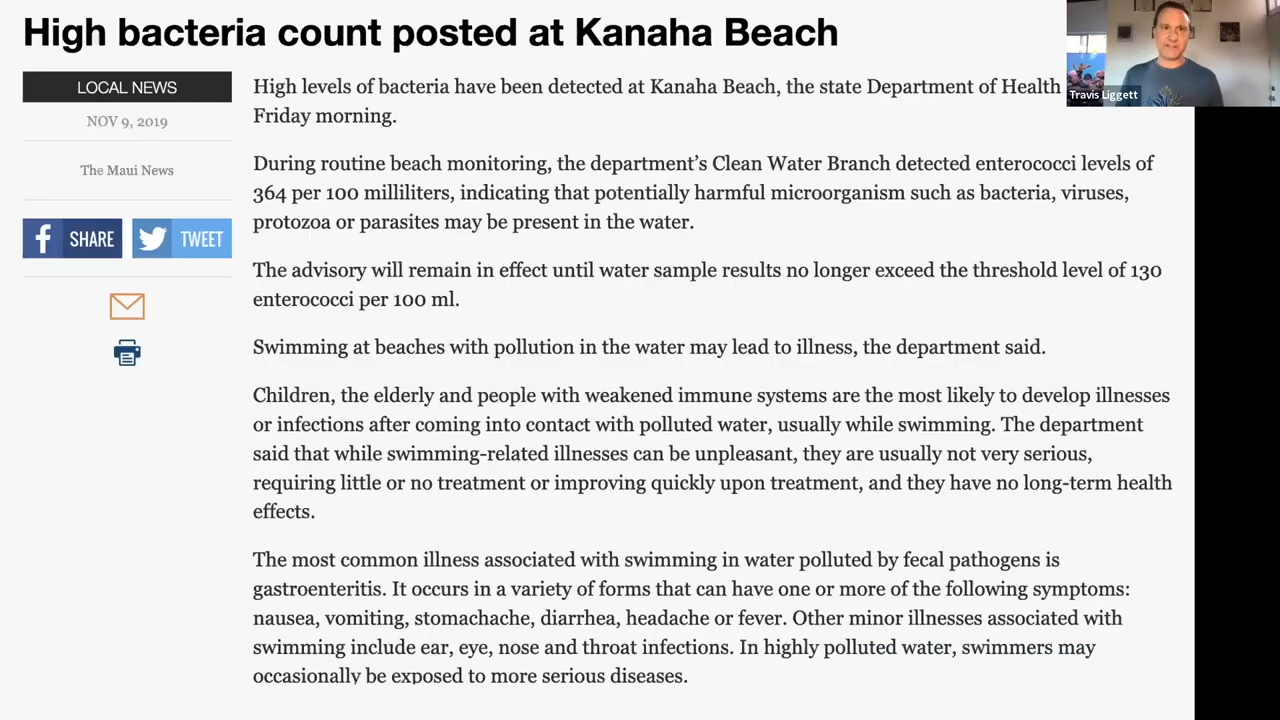 High bacteria count posted at Kanaha Beach
LOCAL NEWS
NOV 9, 2019
The Maui News
SHARE
TWEET
High levels of bacteria have been detected at Kanaha Beach, the state Department of Health
Friday morning.
During routine beach monitoring, the department’s Clean Water Branch detected enterococci levels of
364 per 100 milliliters, indicating that potentially harmful microorganism such as bacteria, viruses,
protozoa or parasites may be present in the water.
The advisory will remain in effect until water sample results no longer exceed the threshold level of 130
enterococci per 100 ml.
Swimming at beaches with pollution in the water may lead to illness, the department said.
Children, the elderly and people with weakened immune systems are the most likely to develop illnesses
or infections after coming into contact with polluted water, usually while swimming. The department
said that while swimming-related illnesses can be unpleasant, they are usually not very serious,
requiring little or no treatment or improving quickly upon treatment, and they have no long-term health
effects.
The most common illness associated with swimming in water polluted by fecal pathogens is
gastroenteritis. It occurs in a variety of forms that can have one or more of the following symptoms:
nausea, vomiting, stomachache, diarrhea, headache or fever. Other minor illnesses associated with
swimming include ear, eye, nose and throat infections. In highly polluted water, swimmers may
occasionally be exposed to more serious diseases.
Travis Liggett